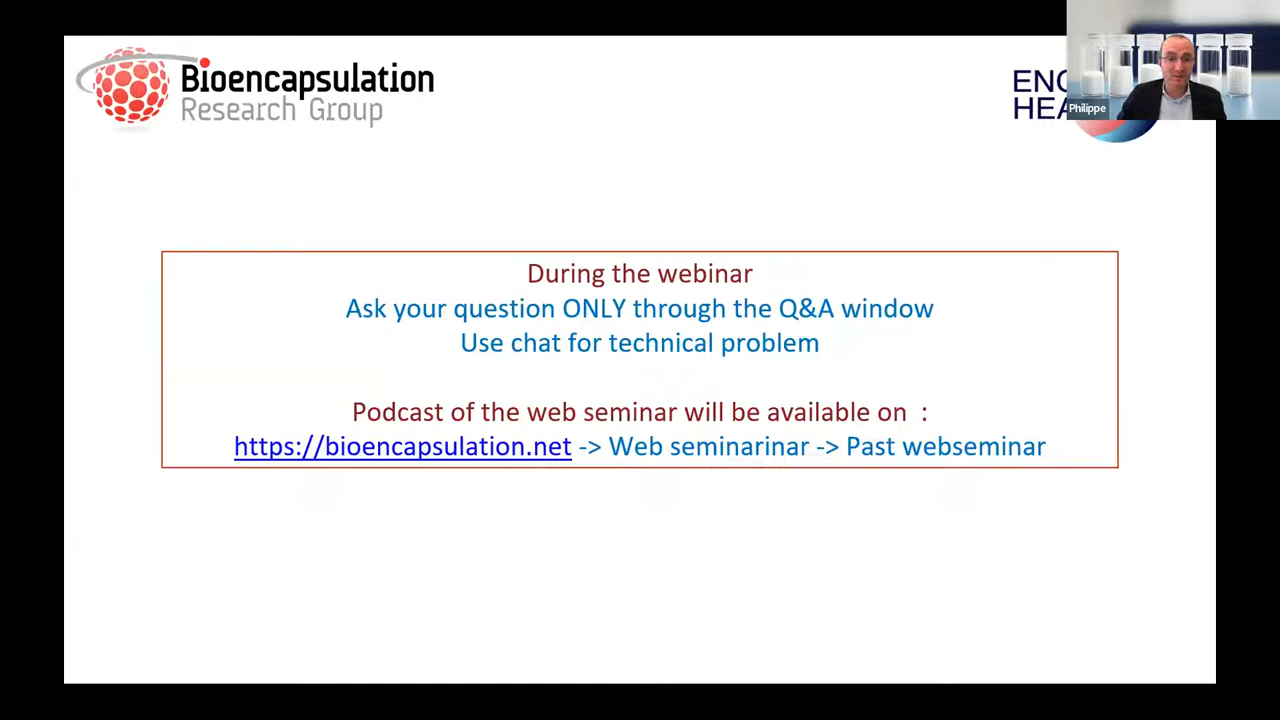 Bioencapsulation
Research Group
Philippe
During the webinar
Ask your question ONLY through the Q&A window
Use chat for technical problem
Podcast of the web seminar will be available on :
https://bioencapsulation.net -> Web seminarinar -> Past webseminar